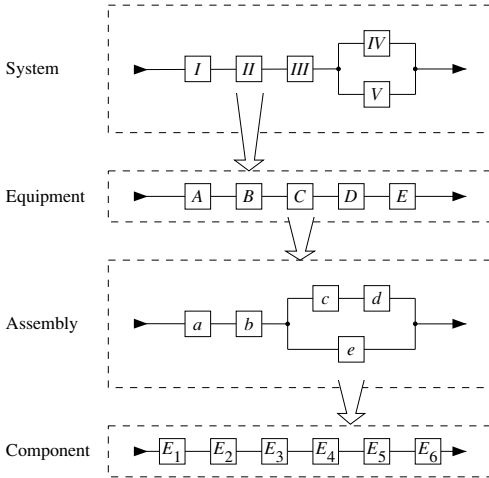 IV
System I II III
V
Equipment A B C D E
c d
Assembly a b
e
Component E1 E2 E3 E4 E5 E6